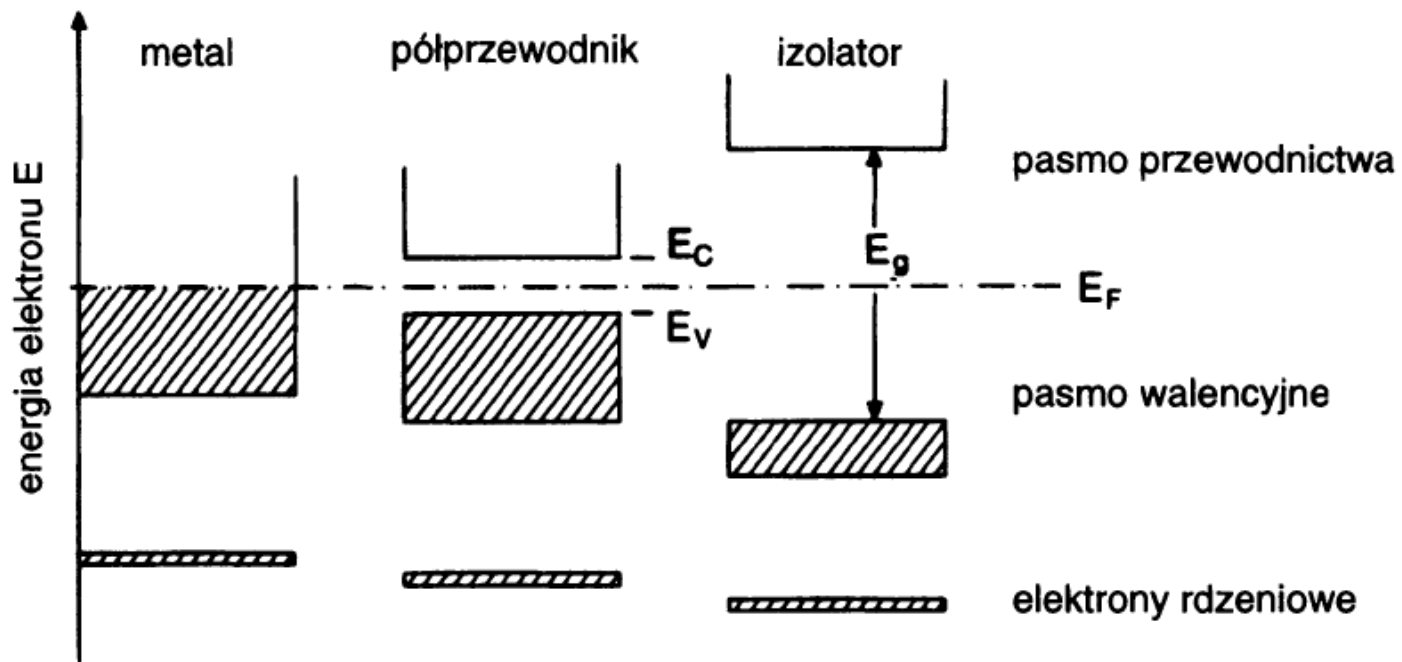 metal
półprzewodnik
izolator
energia elektronu E
pasmo przewodnictwa
E_C
E_g
E_F
E_V
pasmo walencyjne
elektrony rdzeniowe